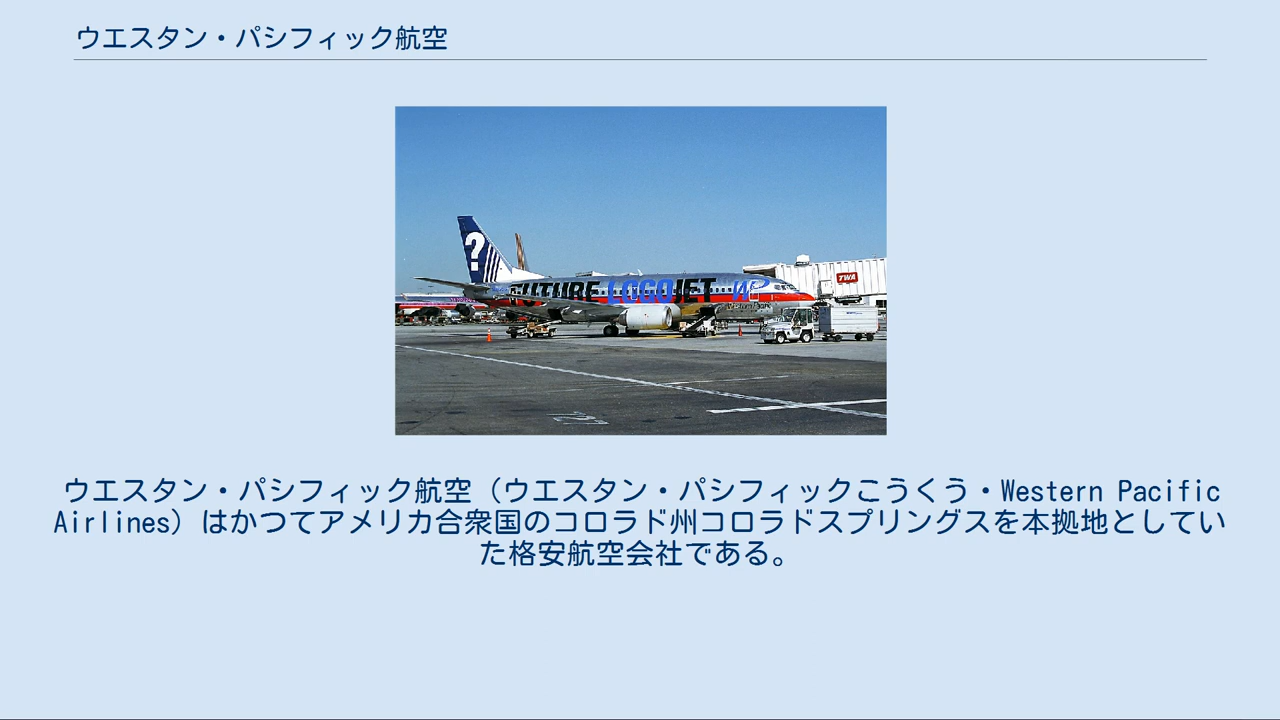 ウエスタン・パシフィック航空
?
FUTURE LOGOJET WP
TWA
ウエスタン・パシフィック航空（ウエスタン・パシフィックこうくう・Western Pacific
Airlines）はかつてアメリカ合衆国のコロラド州コロラドスプリングスを本拠地としてい
た格安航空会社である。